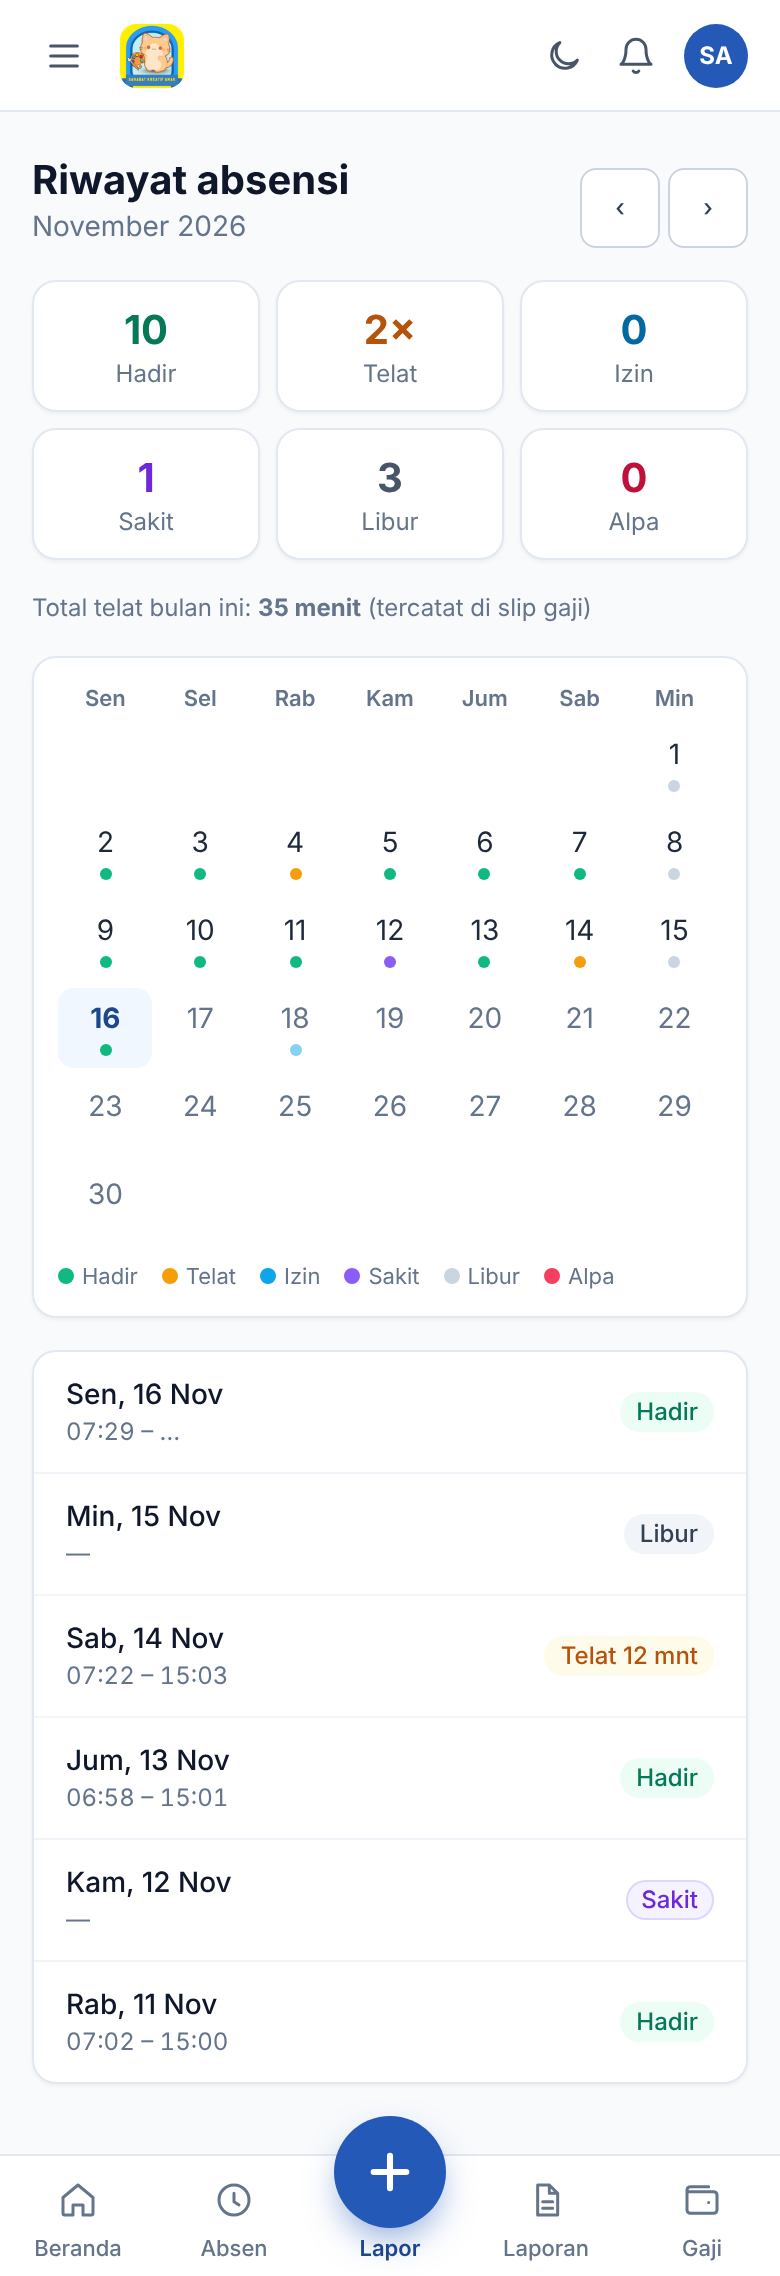 SAHABAT KREATIF ANAK
SA
Riwayat absensi
November 2026
‹ ›
10 2× 0
Hadir Telat Izin
1 3 0
Sakit Libur Alpa
Total telat bulan ini: 35 menit (tercatat di slip gaji)
Sen Sel Rab Kam Jum Sab Min
1
2 3 4 5 6 7 8
9 10 11 12 13 14 15
16 17 18 19 20 21 22
23 24 25 26 27 28 29
30
Hadir Telat Izin Sakit Libur Alpa
Sen, 16 Nov
07:29 – ...
Hadir
Min, 15 Nov
—
Libur
Sab, 14 Nov
07:22 – 15:03
Telat 12 mnt
Jum, 13 Nov
06:58 – 15:01
Hadir
Kam, 12 Nov
—
Sakit
Rab, 11 Nov
07:02 – 15:00
Hadir
Beranda Absen Lapor Laporan Gaji